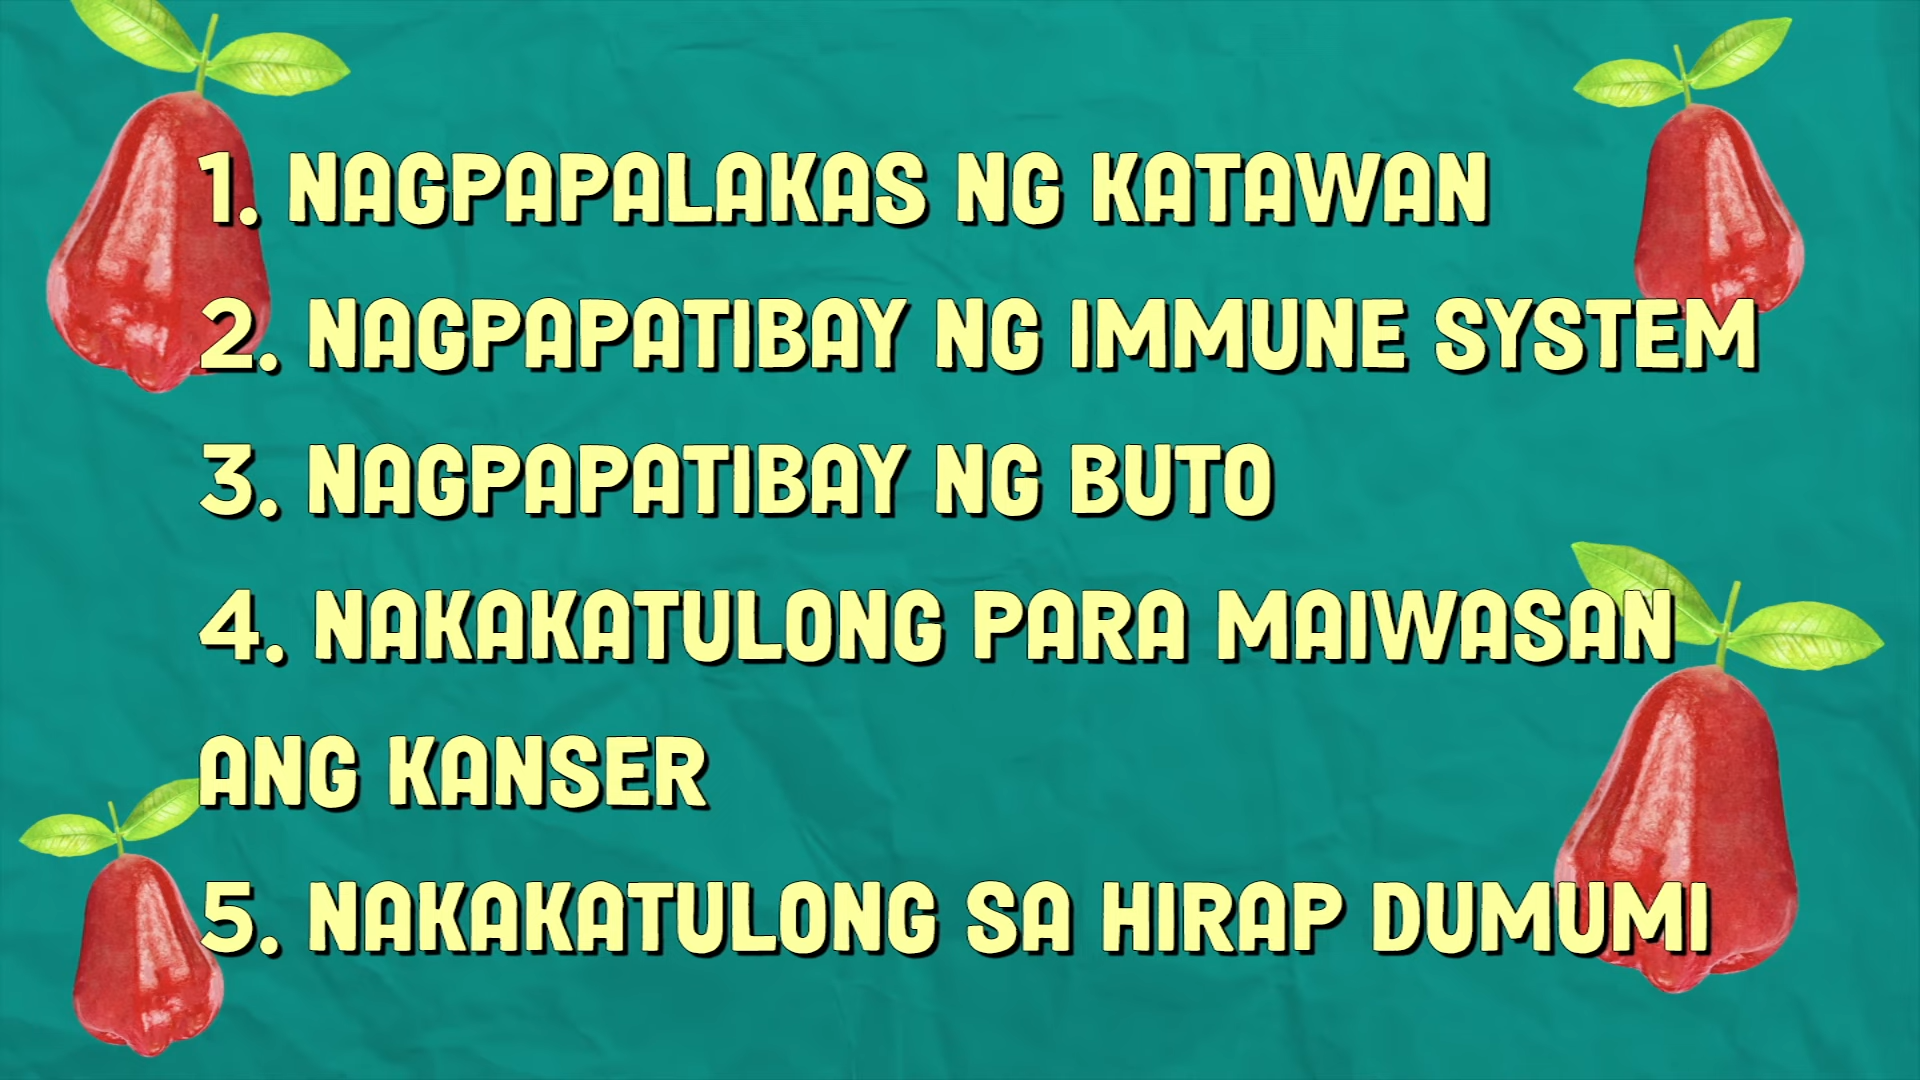 1. NAGPAPALAKAS NG KATAWAN
2. NAGPAPATIBAY NG IMMUNE SYSTEM
3. NAGPAPATIBAY NG BUTO
4. NAKAKATULONG PARA MAIWASAN
ANG KANSER
5. NAKAKATULONG SA HIRAP DUMUMI